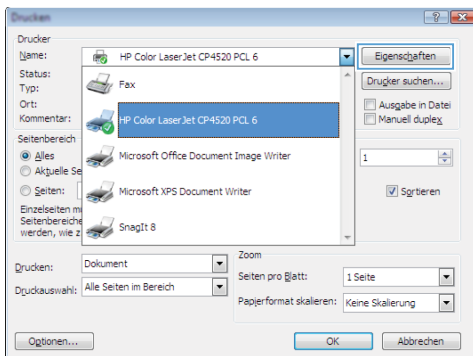 Drucken
Drucker
Name: HP Color LaserJet CP4520 PCL 6 Eigenschaften
Status: Fax Drucker suchen...
Typ:
Ort: HP Color LaserJet CP4520 PCL 6 Ausgabe in Datei
Kommentar: Manuell duplex
Seitenbereich
Alles Microsoft Office Document Image Writer 1
Aktuelle Se
Seiten: Microsoft XPS Document Writer Sortieren
Einzelseiten m
Seitenbereiche SnagIt 8
werden, wie z
Drucken: Dokument
Druckauswahl: Alle Seiten im Bereich
Zoom
Seiten pro Blatt: 1 Seite
Papierformat skalieren: Keine Skalierung
Optionen... OK Abbrechen